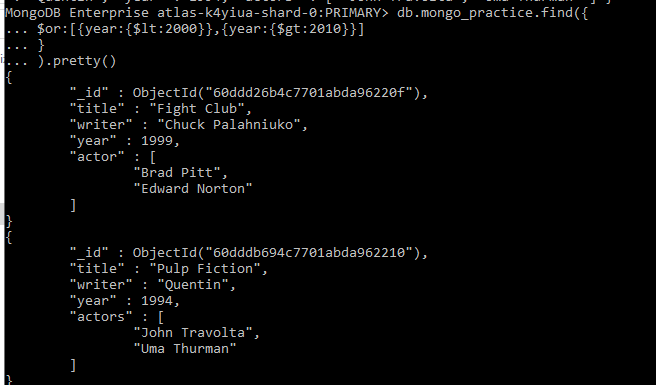 MongoDB Enterprise atlas-k4yiua-shard-0:PRIMARY> db.mongo_practice.find({
... $or:[{year:{$lt:2000}},{year:{$gt:2010}}]
... }
... ).pretty()
{
"_id" : ObjectId("60ddd26b4c7701abda96220f"),
"title" : "Fight Club",
"writer" : "Chuck Palahniuko",
"year" : 1999,
"actor" : [
"Brad Pitt",
"Edward Norton"
]
}
{
"_id" : ObjectId("60dddb694c7701abda962210"),
"title" : "Pulp Fiction",
"writer" : "Quentin",
"year" : 1994,
"actors" : [
"John Travolta",
"Uma Thurman"
]
}